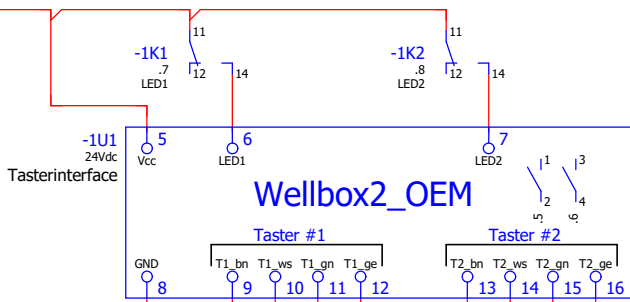 11
11
-1K1
-1K2
.7
12
14
.8
12
14
LED1
LED2
-1U1
5
6
7
24Vdc
Vcc
LED1
LED2
1
3
Tasterinterface
Wellbox2_OEM
2
4
.5
.6
Taster #1
Taster #2
GND
T1_bn
T1_ws
T1_gn
T1_ge
T2_bn
T2_ws
T2_gn
T2_ge
8
9
10
11
12
13
14
15
16